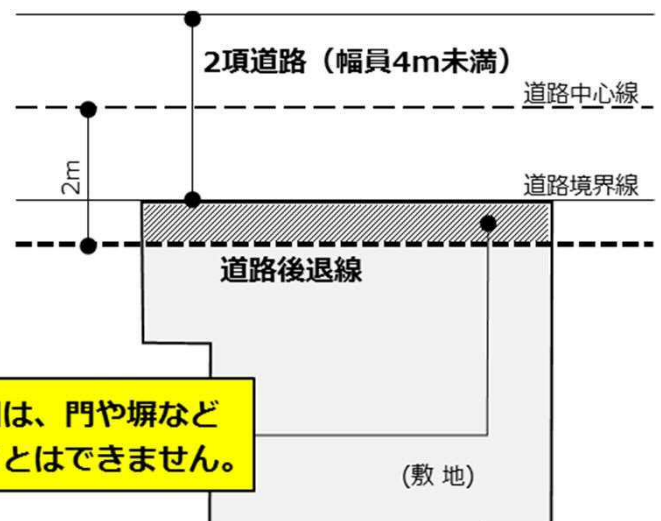 2項道路（幅員4m未満）
道路中心線
2m
道路境界線
道路後退線
は、門や塀など
とはできません。
(敷 地)